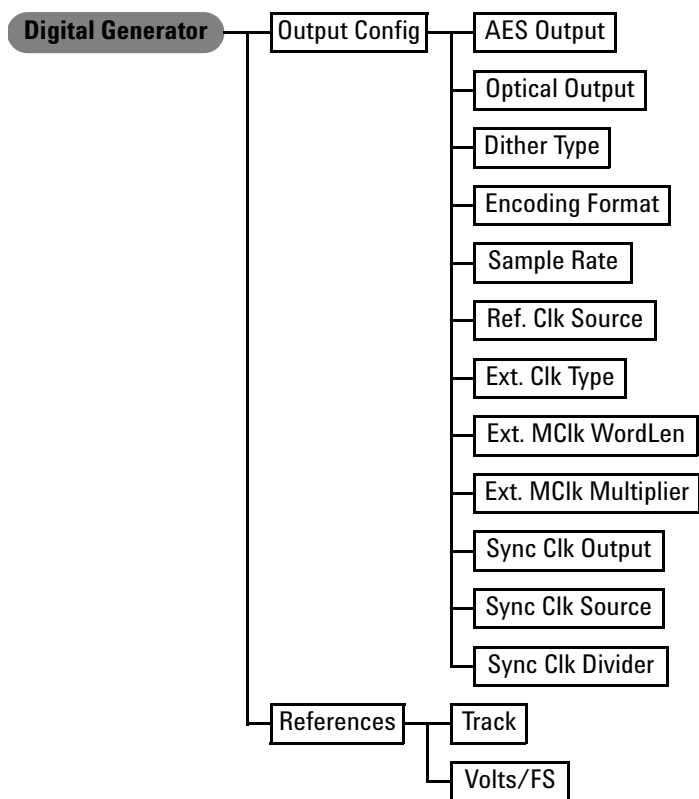 Digital Generator
Output Config
AES Output
Optical Output
Dither Type
Encoding Format
Sample Rate
Ref. Clk Source
Ext. Clk Type
Ext. MClk WordLen
Ext. MClk Multiplier
Sync Clk Output
Sync Clk Source
Sync Clk Divider
References
Track
Volts/FS